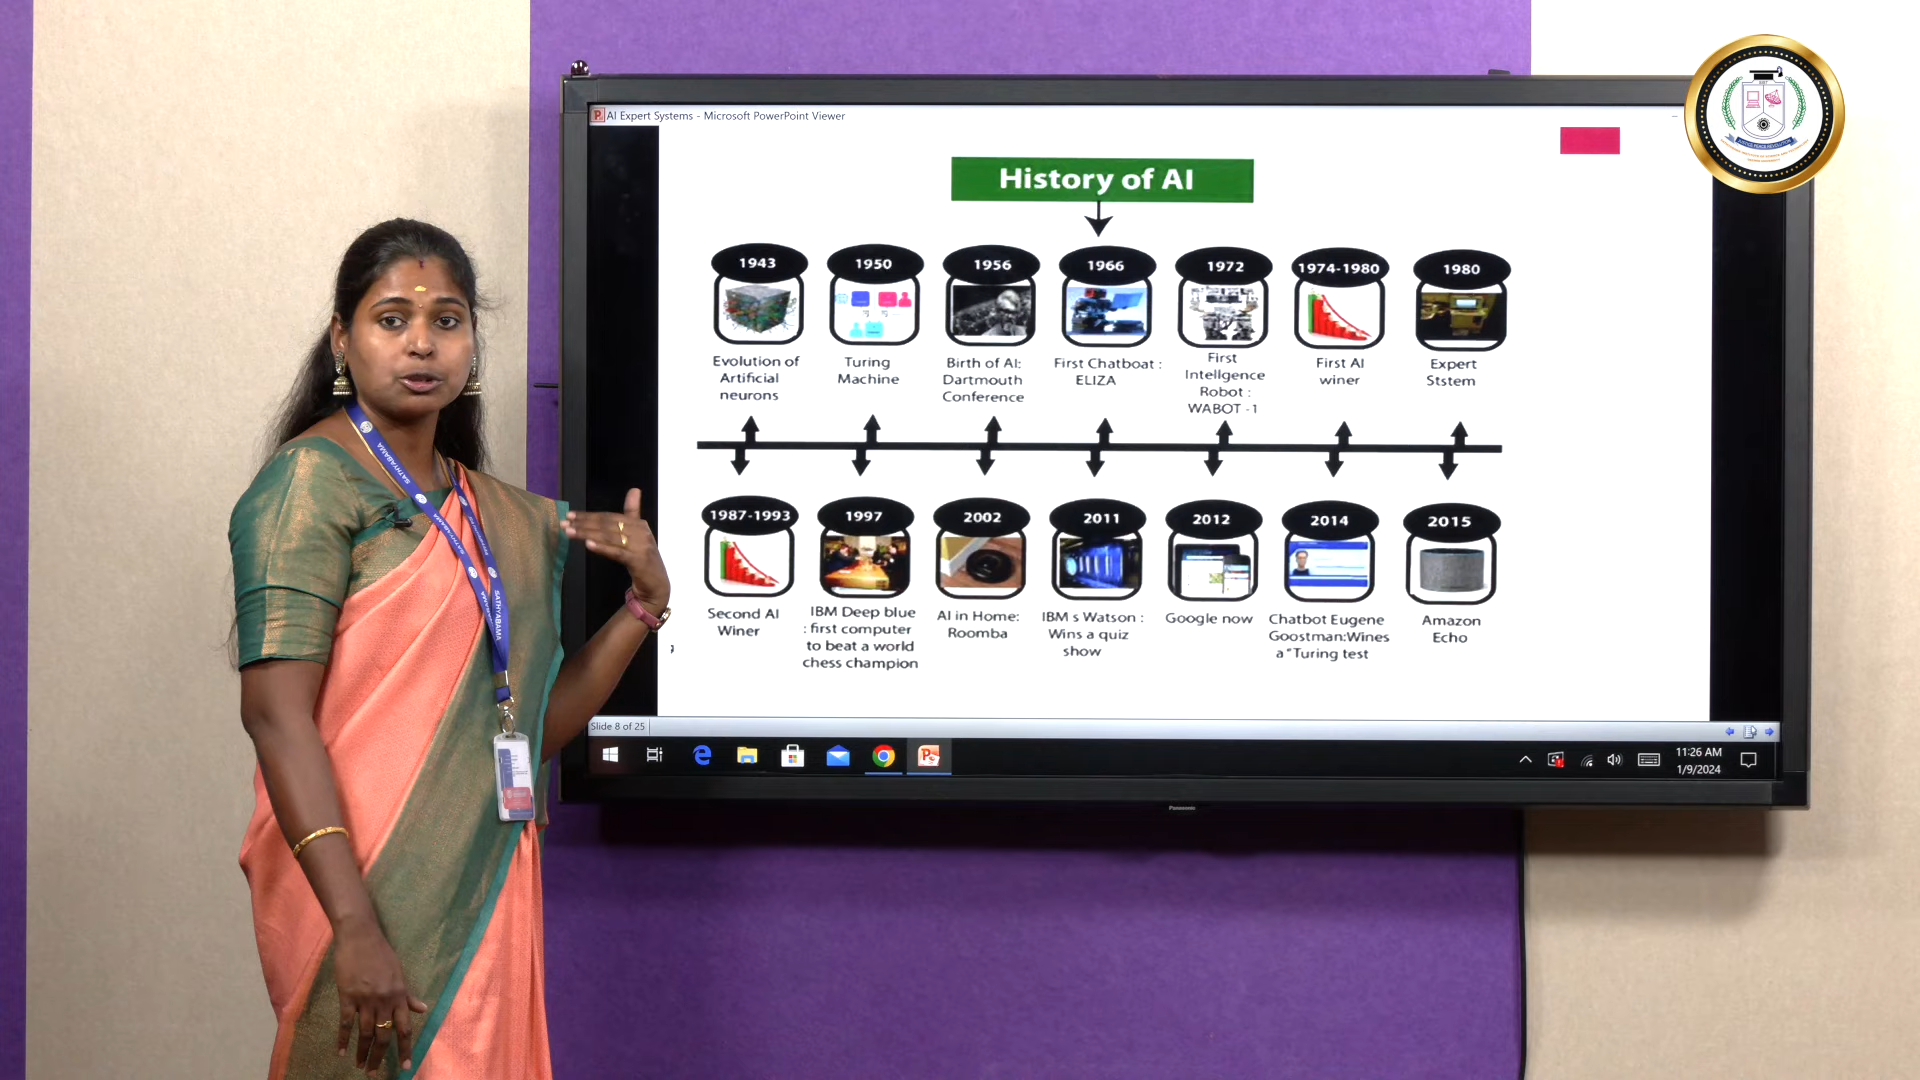 AI Expert Systems - Microsoft PowerPoint Viewer
History of AI
1943
1950
1956
1966
1972
1974-1980
1980
Evolution of
Artificial
neurons
Turing
Machine
Birth of AI:
Dartmouth
Conference
First Chatboat :
ELIZA
First
Intellgence
Robot :
WABOT -1
First AI
winer
Expert
Ststem
1987-1993
1997
2002
2011
2012
2014
2015
Second AI
Winer
IBM Deep blue
: first computer
to beat a world
chess champion
AI in Home:
Roomba
IBM s Watson :
Wins a quiz
show
Google now
Chatbot Eugene
Goostman:Wines
a "Turing test
Amazon
Echo
Slide 8 of 25
11:26 AM
1/9/2024
Panasonic
SATHYABAMA
SATHYABAMA